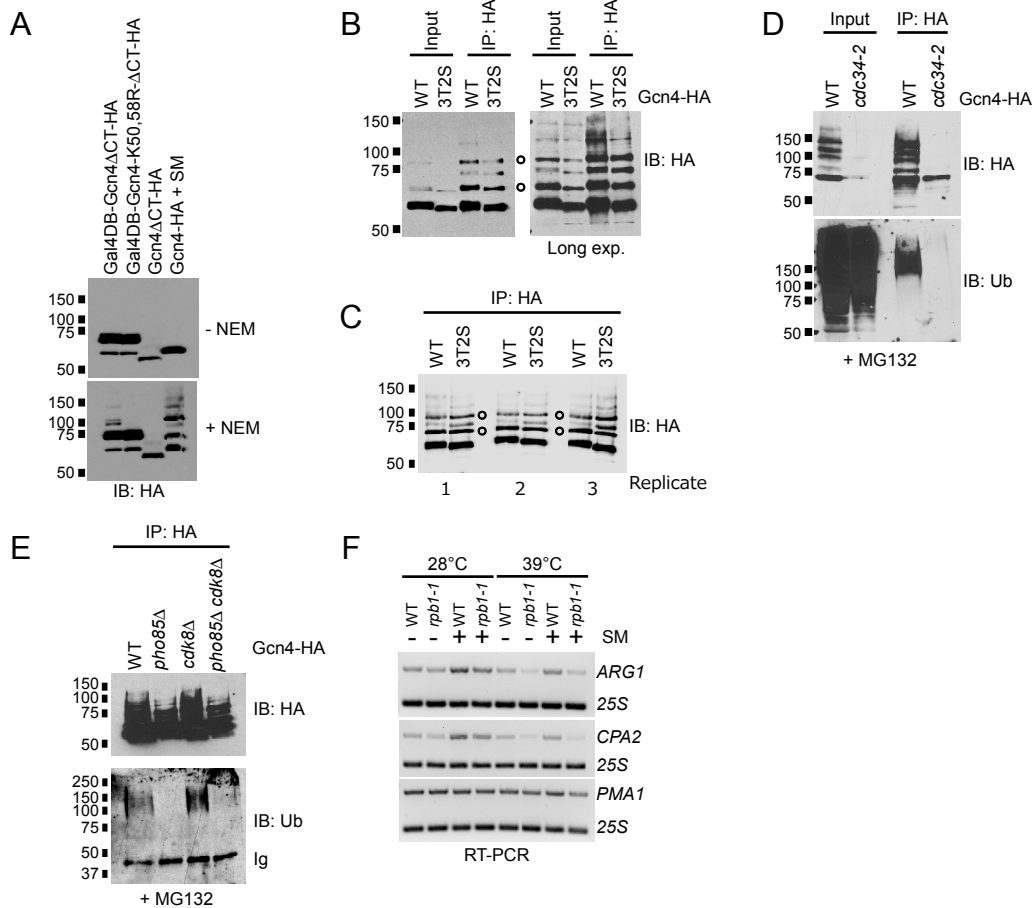 A
Gal4DB-Gcn4ΔCT-HA
Gal4DB-Gcn4-K50,58R-ΔCT-HA
Gcn4ΔCT-HA
Gcn4-HA + SM
150
100
75
50
- NEM
150
100
75
50
+ NEM
IB: HA
B
Input IP: HA Input IP: HA
WT 3T2S WT 3T2S WT 3T2S WT 3T2S
Gcn4-HA
150
100
75
50
IB: HA
Long exp.
C
IP: HA
WT 3T2S WT 3T2S WT 3T2S
150
100
75
50
IB: HA
1 2 3 Replicate
D
Input IP: HA
WT cdc34-2 WT cdc34-2
Gcn4-HA
150
100
75
50
IB: HA
150
100
75
50
IB: Ub
+ MG132
E
IP: HA
WT pho85Δ cdk8Δ pho85Δ cdk8Δ
Gcn4-HA
150
100
75
50
IB: HA
250
150
100
75
50
37
IB: Ub
Ig
+ MG132
F
28°C 39°C
WT rpb1-1 WT rpb1-1 WT rpb1-1 WT rpb1-1
- - + + - - + + SM
ARG1
25S
CPA2
25S
PMA1
25S
RT-PCR